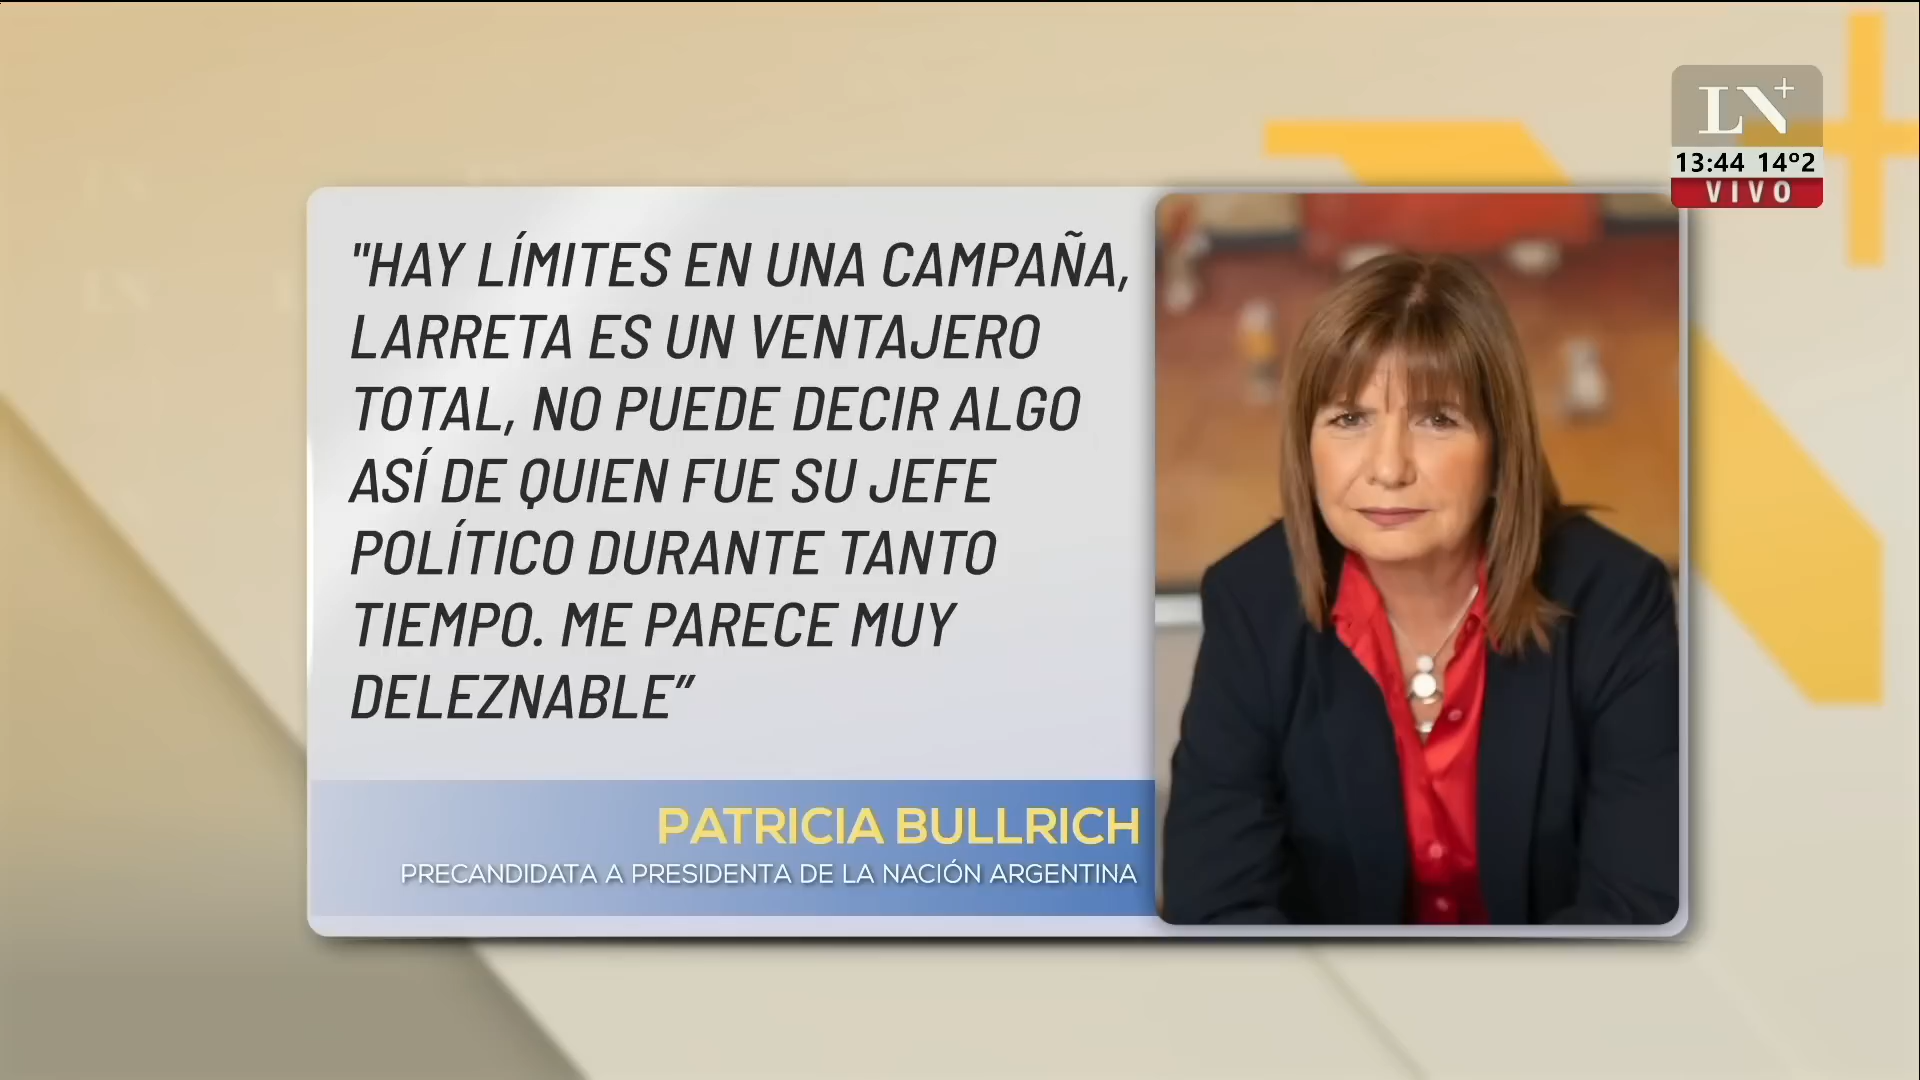 LN+
13:44 14º2
VIVO
"HAY LÍMITES EN UNA CAMPAÑA,
LARRETA ES UN VENTAJERO
TOTAL, NO PUEDE DECIR ALGO
ASÍ DE QUIEN FUE SU JEFE
POLÍTICO DURANTE TANTO
TIEMPO. ME PARECE MUY
DELEZNABLE”
PATRICIA BULLRICH
PRECANDIDATA A PRESIDENTA DE LA NACIÓN ARGENTINA